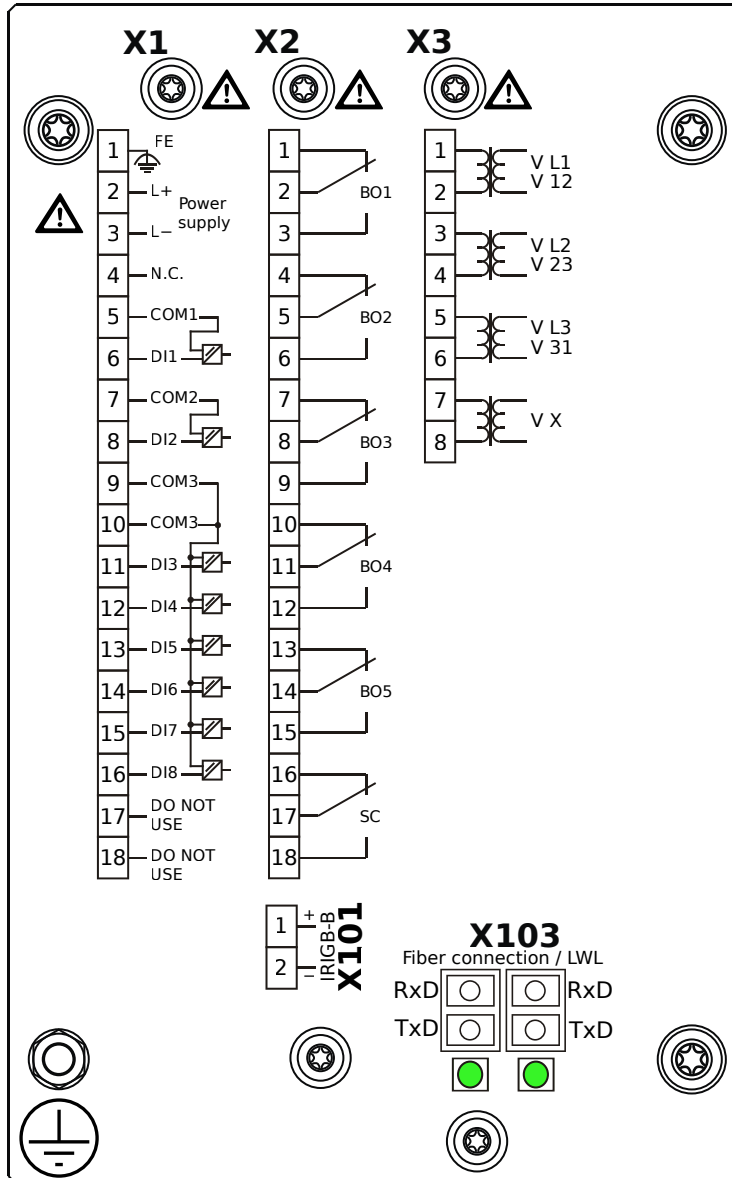 X1 X2 X3
1 FE
2 L+
Power supply
3 L−
4 N.C.
5 COM1
6 DI1
7 COM2
8 DI2
9 COM3
10 COM3
11 DI3
12 DI4
13 DI5
14 DI6
15 DI7
16 DI8
17 DO NOT USE
18 DO NOT USE
1
2 BO1
3
4
5 BO2
6
7
8 BO3
9
10
11 BO4
12
13
14 BO5
15
16
17 SC
18
1 V L1
2 V 12
3 V L2
4 V 23
5 V L3
6 V 31
7 V X
8
1 +
2 −
IRIGB-B
X101
X103
Fiber connection / LWL
RxD RxD
TxD TxD